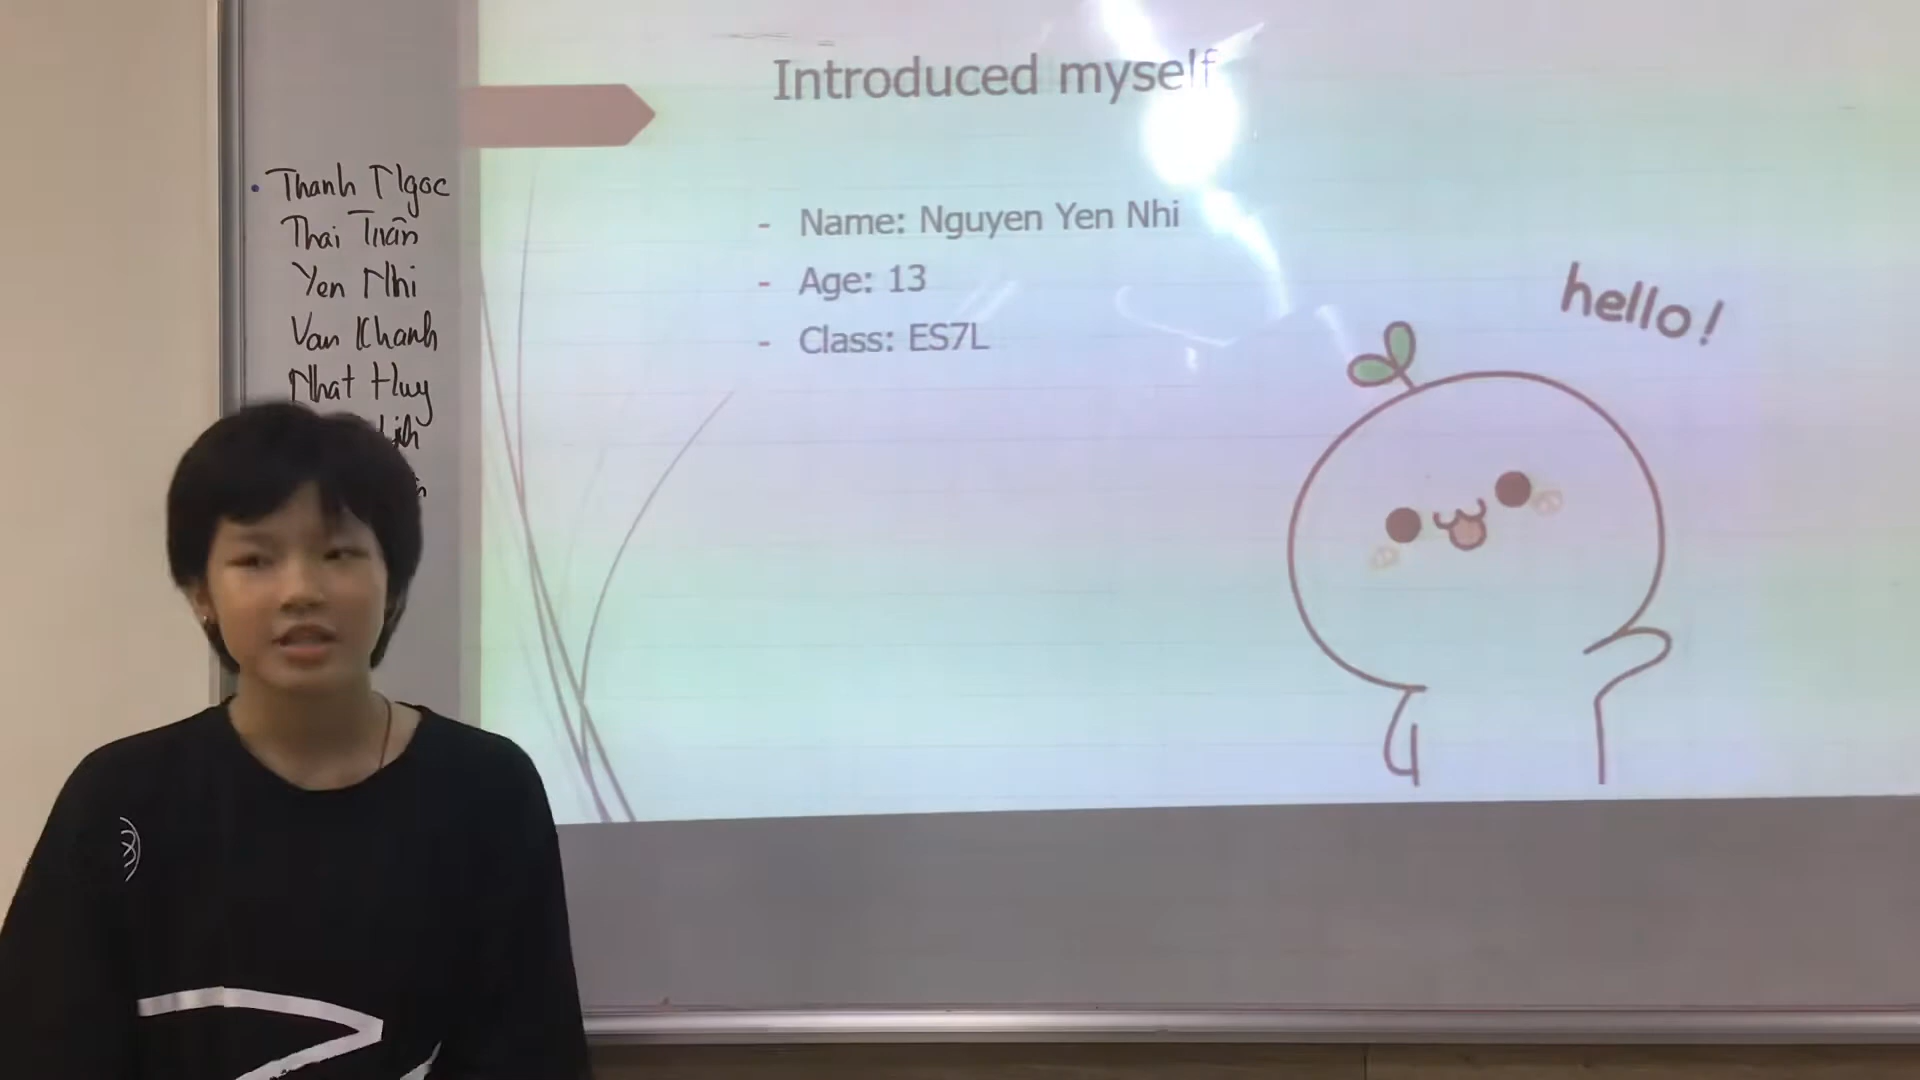 Introduced myself
- Name: Nguyen Yen Nhi
- Age: 13
- Class: ES7L
hello!
Thanh Ngoc
Thai Tuấn
Yen Nhi
Van Khanh
Nhat Huy